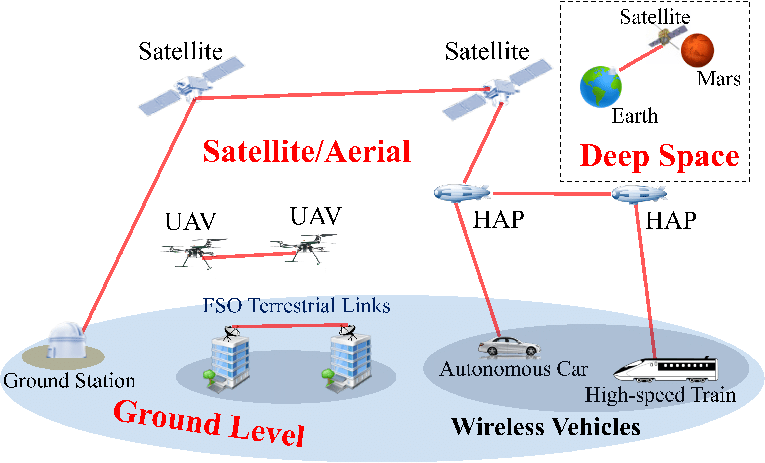 Satellite
Satellite
Satellite
Mars
Earth
Deep Space
Satellite/Aerial
UAV
UAV
HAP
HAP
FSO Terrestrial Links
Ground Station
Autonomous Car
High-speed Train
Ground Level
Wireless Vehicles